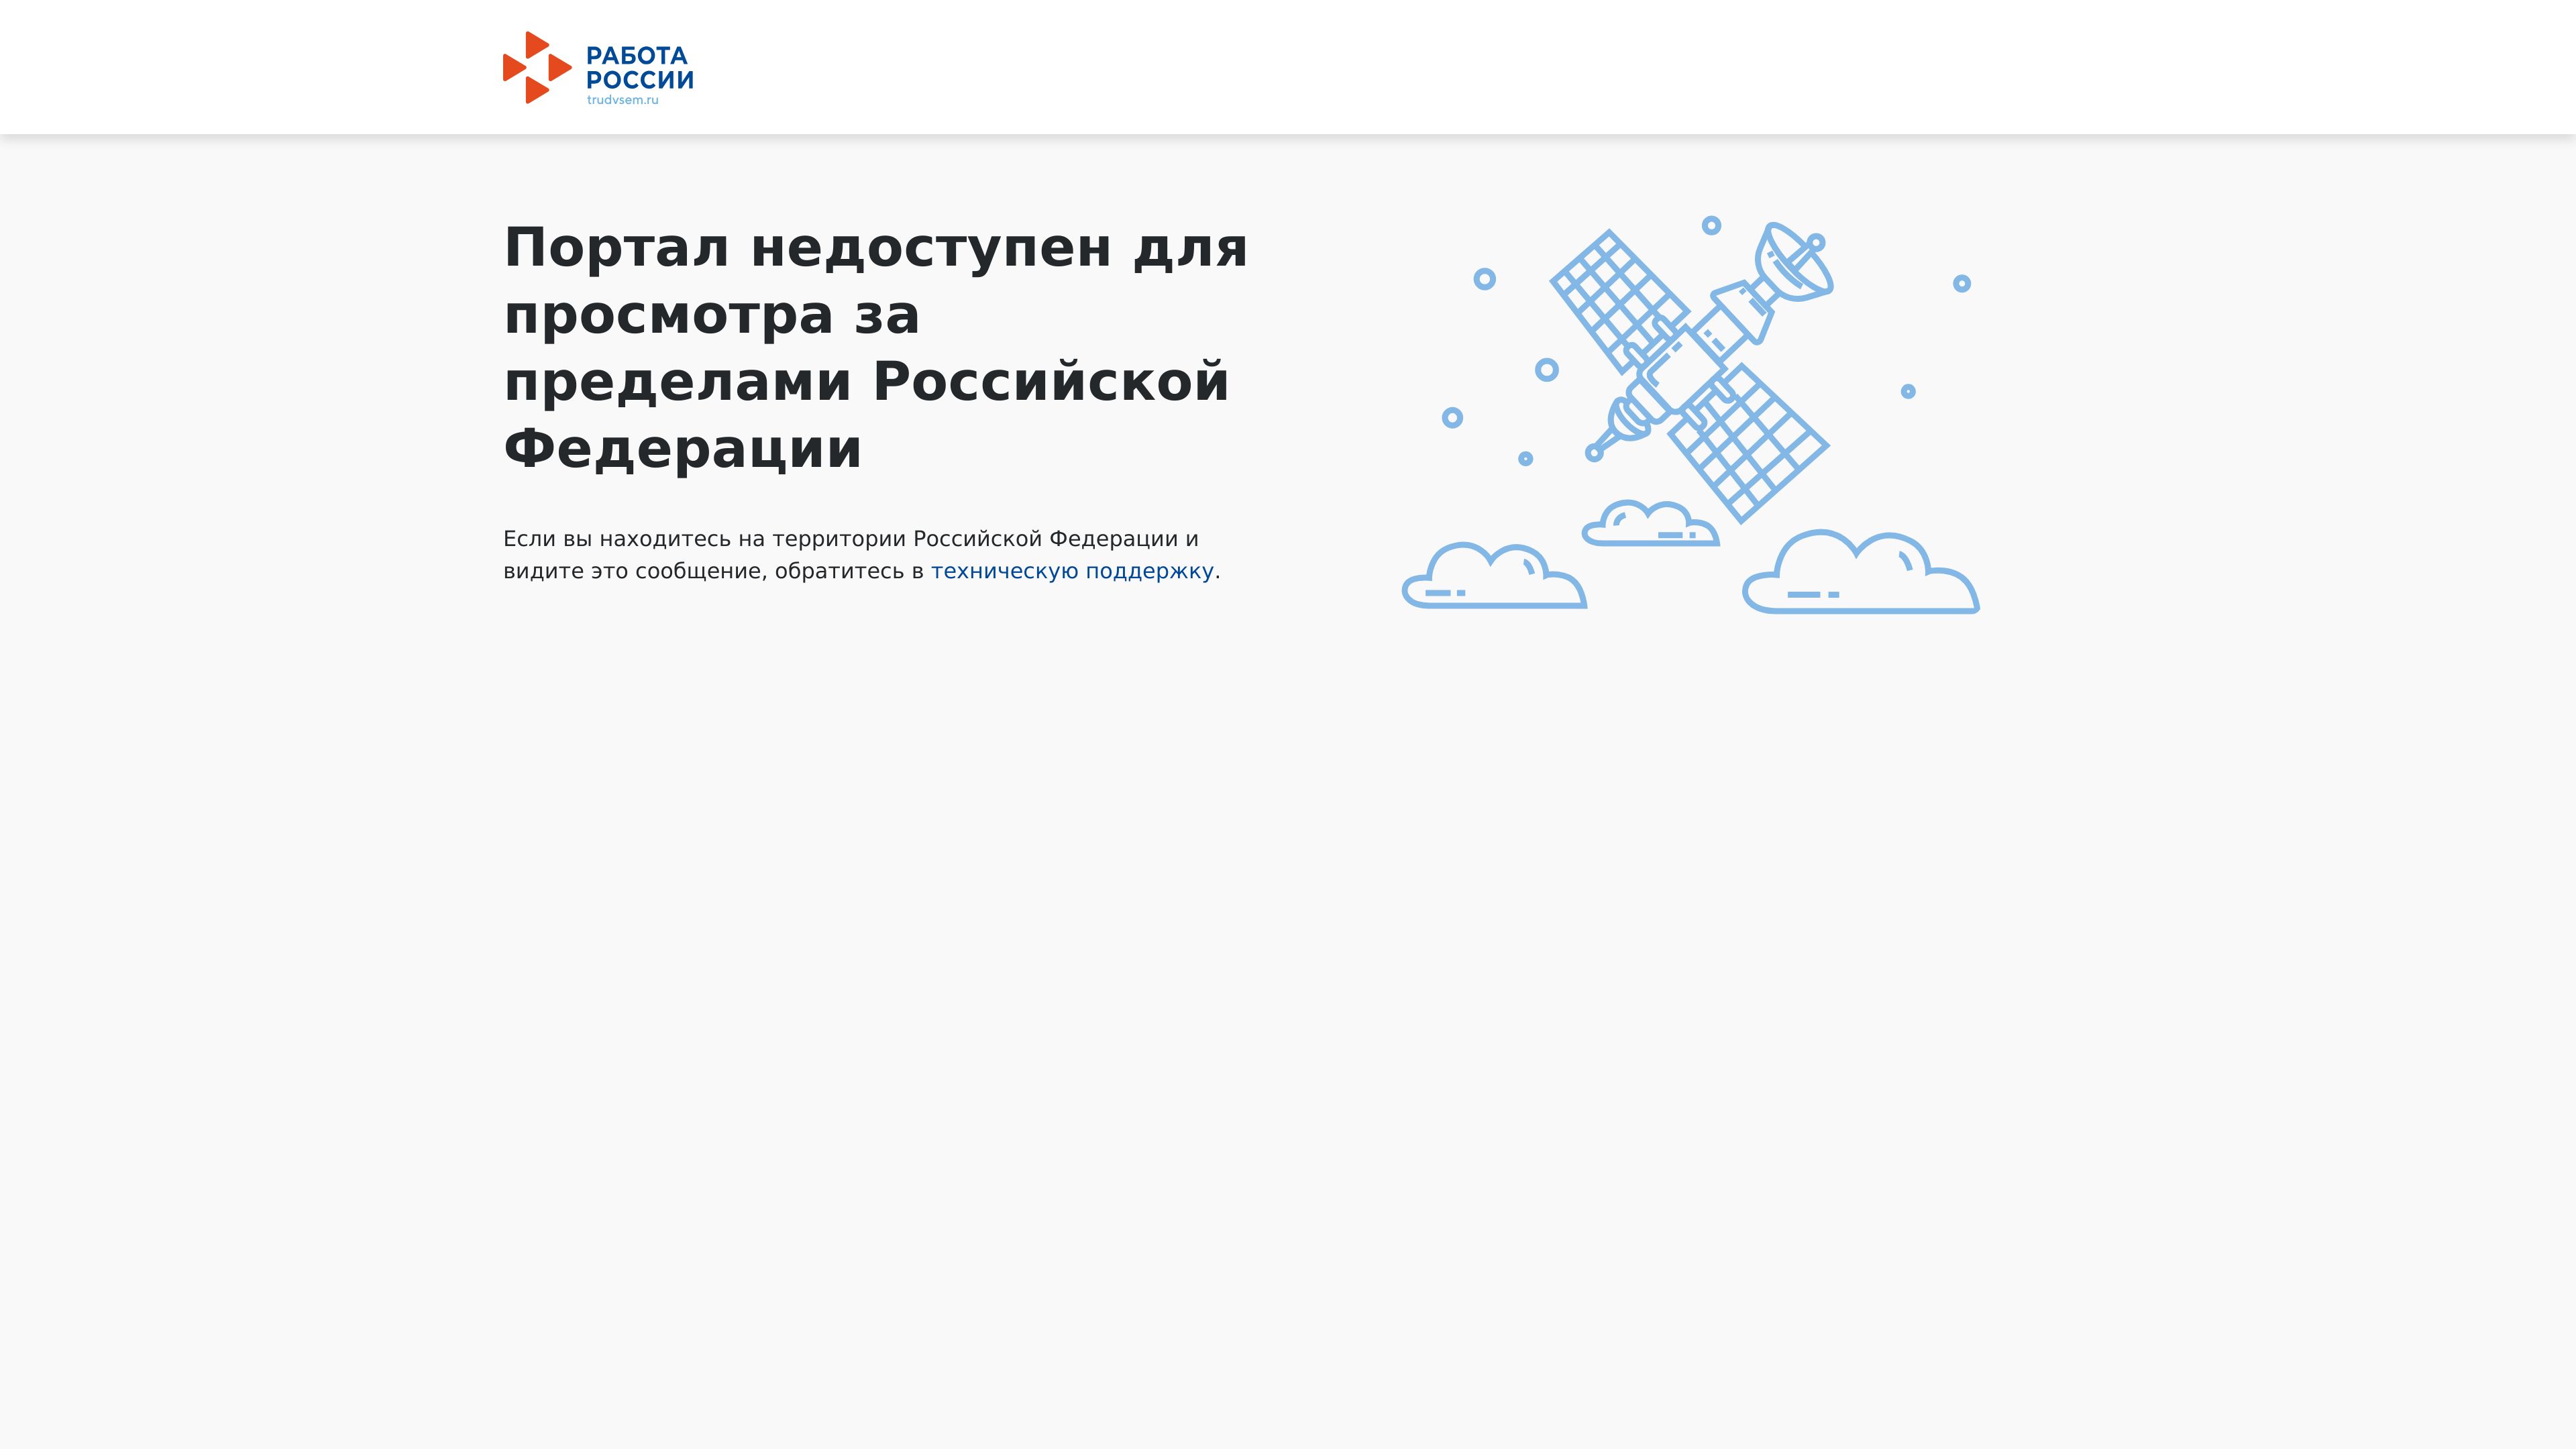 РАБОТА
РОССИИ
trudvsem.ru
Портал недоступен для
просмотра за
пределами Российской
Федерации
Если вы находитесь на территории Российской Федерации и
видите это сообщение, обратитесь в техническую поддержку.